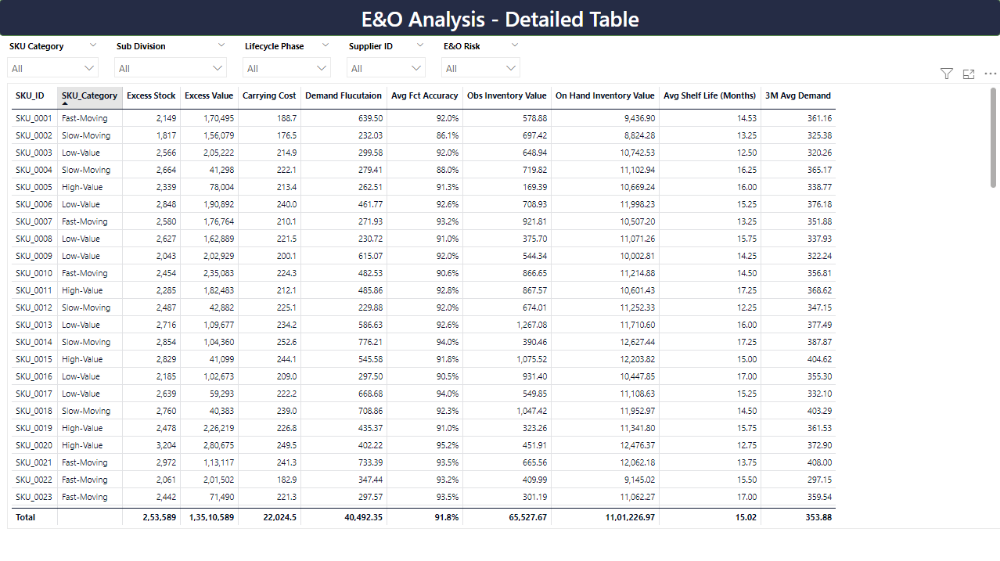 E&O Analysis - Detailed Table
SKU Category Sub Division Lifecycle Phase Supplier ID E&O Risk
All All All All All
SKU_ID SKU_Category Excess Stock Excess Value Carrying Cost Demand Flucutaion Avg Fct Accuracy Obs Inventory Value On Hand Inventory Value Avg Shelf Life (Months) 3M Avg Demand
SKU_0001 Fast-Moving 2,149 1,70,495 188.7 639.50 92.0% 578.88 9,436.90 14.53 361.16
SKU_0002 Slow-Moving 1,817 1,56,079 176.5 232.03 86.1% 697.42 8,824.28 13.25 325.38
SKU_0003 Low-Value 2,566 2,05,222 214.9 299.58 92.0% 648.94 10,742.53 12.50 320.26
SKU_0004 Slow-Moving 2,664 41,298 222.1 279.41 88.0% 719.82 11,102.94 16.25 365.17
SKU_0005 High-Value 2,339 78,004 213.4 262.51 91.3% 169.39 10,669.24 16.00 338.77
SKU_0006 Low-Value 2,848 1,90,892 240.0 461.77 92.6% 708.93 11,998.23 15.25 376.18
SKU_0007 Fast-Moving 2,580 1,76,764 210.1 271.93 93.2% 921.81 10,507.20 13.25 351.88
SKU_0008 Low-Value 2,627 1,62,889 221.5 230.72 91.0% 375.70 11,071.26 15.75 337.93
SKU_0009 Low-Value 2,043 2,02,929 200.1 615.07 92.0% 544.34 10,002.81 14.25 322.24
SKU_0010 Fast-Moving 2,454 2,35,083 224.3 482.53 90.6% 866.65 11,214.88 14.50 356.81
SKU_0011 High-Value 2,285 1,82,483 212.1 485.86 92.8% 867.57 10,601.43 17.25 368.62
SKU_0012 Slow-Moving 2,487 42,882 225.1 229.88 92.0% 674.01 11,252.33 12.25 347.15
SKU_0013 Low-Value 2,716 1,09,677 234.2 586.63 92.6% 1,267.08 11,710.60 16.00 377.49
SKU_0014 Slow-Moving 2,854 1,04,360 252.6 776.21 94.0% 390.46 12,627.44 17.25 387.87
SKU_0015 High-Value 2,829 41,099 244.1 545.58 91.8% 1,075.52 12,203.82 15.00 404.62
SKU_0016 Low-Value 2,185 1,02,673 209.0 297.50 90.5% 931.40 10,447.85 17.00 355.30
SKU_0017 Low-Value 2,639 59,293 222.2 668.68 94.0% 549.85 11,108.63 15.25 332.10
SKU_0018 Slow-Moving 2,760 40,383 239.0 708.86 92.3% 1,047.42 11,952.97 14.50 403.29
SKU_0019 High-Value 2,478 2,26,219 226.8 435.37 91.0% 323.26 11,341.80 15.75 361.53
SKU_0020 High-Value 3,204 2,80,675 249.5 402.22 95.2% 451.91 12,476.37 12.75 372.90
SKU_0021 Fast-Moving 2,972 1,13,117 241.3 733.39 93.5% 665.56 12,062.18 13.75 408.00
SKU_0022 Fast-Moving 2,061 2,01,502 182.9 347.44 93.2% 409.99 9,145.02 15.50 297.15
SKU_0023 Fast-Moving 2,442 71,490 221.3 297.57 93.5% 301.19 11,062.27 17.00 359.54
Total 2,53,589 1,35,10,589 22,024.5 40,492.35 91.8% 65,527.67 11,01,226.97 15.02 353.88